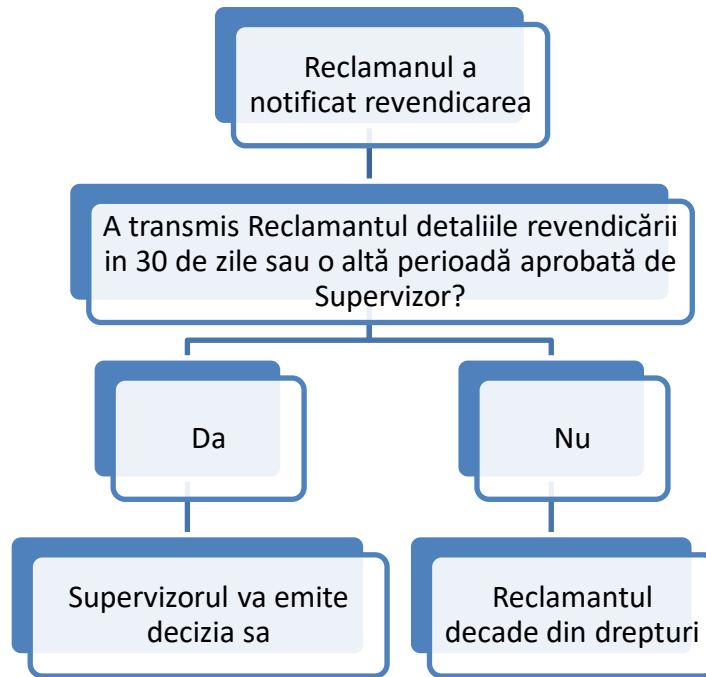 Reclamanul a
notificat revendicarea
A transmis Reclamantul detaliile revendicării
in 30 de zile sau o altă perioadă aprobată de
Supervizor?
Da
Nu
Supervizorul va emite
decizia sa
Reclamantul
decade din drepturi